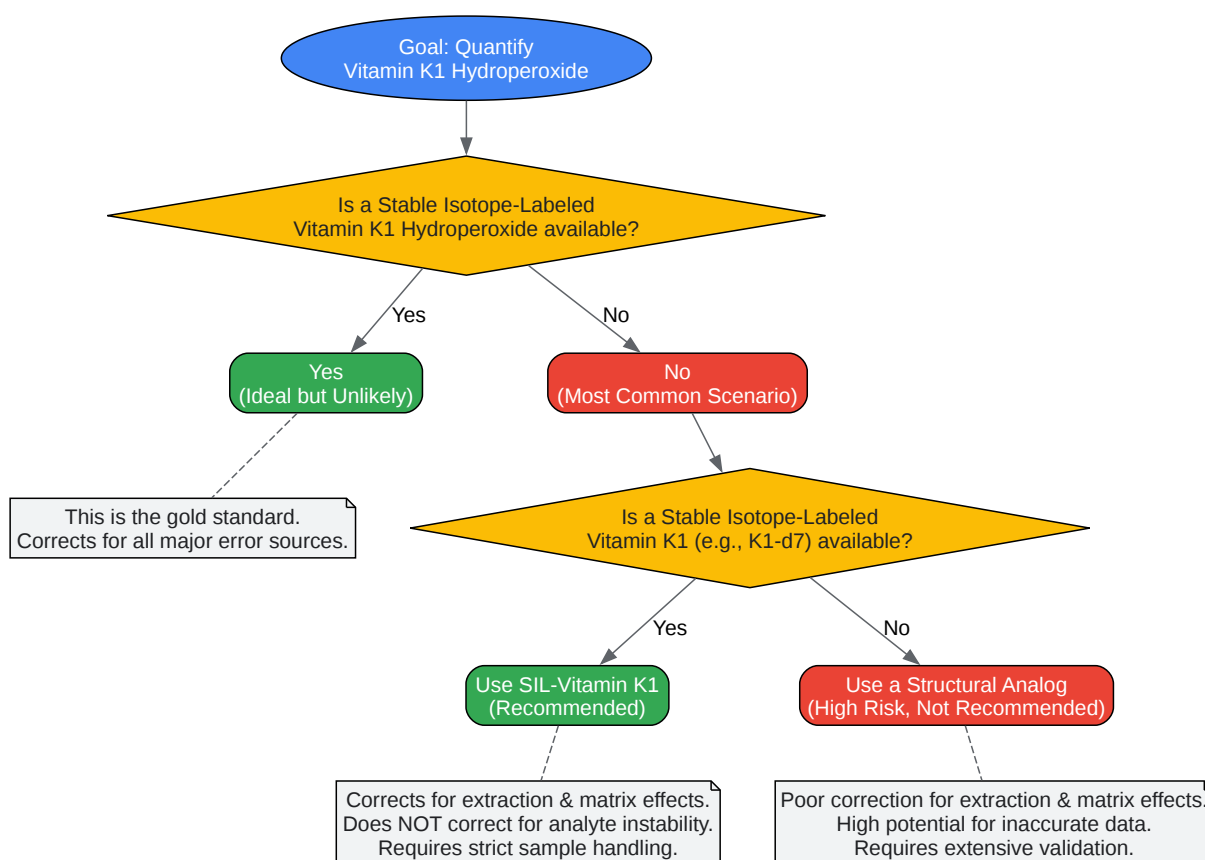 Goal: Quantify
Vitamin K1 Hydroperoxide
Is a Stable Isotope-Labeled
Vitamin K1 Hydroperoxide available?
Yes
No
Yes
(Ideal but Unlikely)
No
(Most Common Scenario)
This is the gold standard.
Corrects for all major error sources.
Is a Stable Isotope-Labeled
Vitamin K1 (e.g., K1-d7) available?
Yes
No
Use SIL-Vitamin K1
(Recommended)
Use a Structural Analog
(High Risk, Not Recommended)
Corrects for extraction & matrix effects.
Does NOT correct for analyte instability.
Requires strict sample handling.
Poor correction for extraction & matrix effects.
High potential for inaccurate data.
Requires extensive validation.